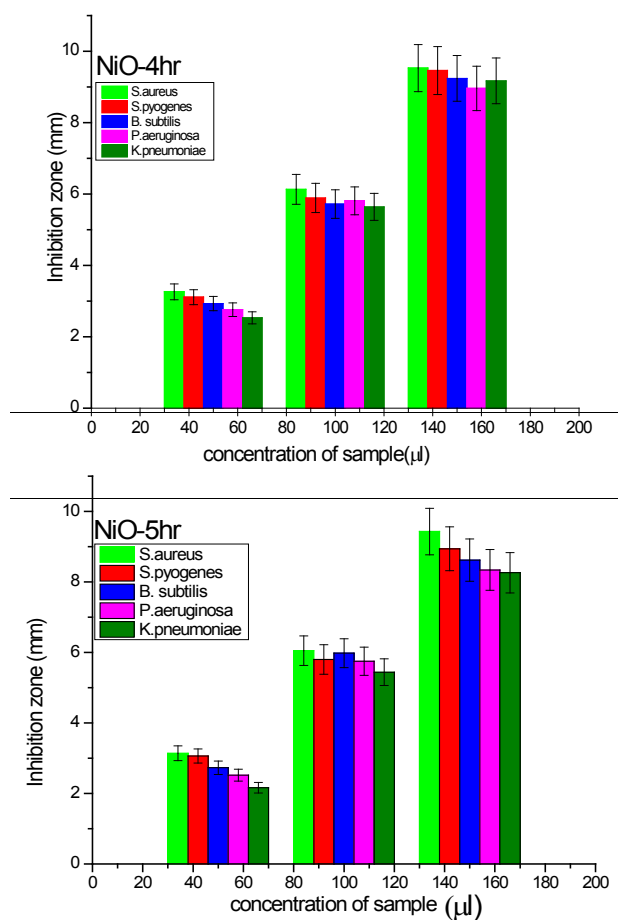 NiO-4hr
S.aureus
S.pyogenes
B. subtilis
P.aeruginosa
K.pneumoniae
Inhibition zone (mm)
10
8
6
4
2
0
0 20 40 60 80 100 120 140 160 180 200
concentration of sample(μl)
NiO-5hr
S.aureus
S.pyogenes
B. subtilis
P.aeruginosa
K.pneumoniae
Inhibition zone (mm)
10
8
6
4
2
0
0 20 40 60 80 100 120 140 160 180 200
concentration of sample (μl)